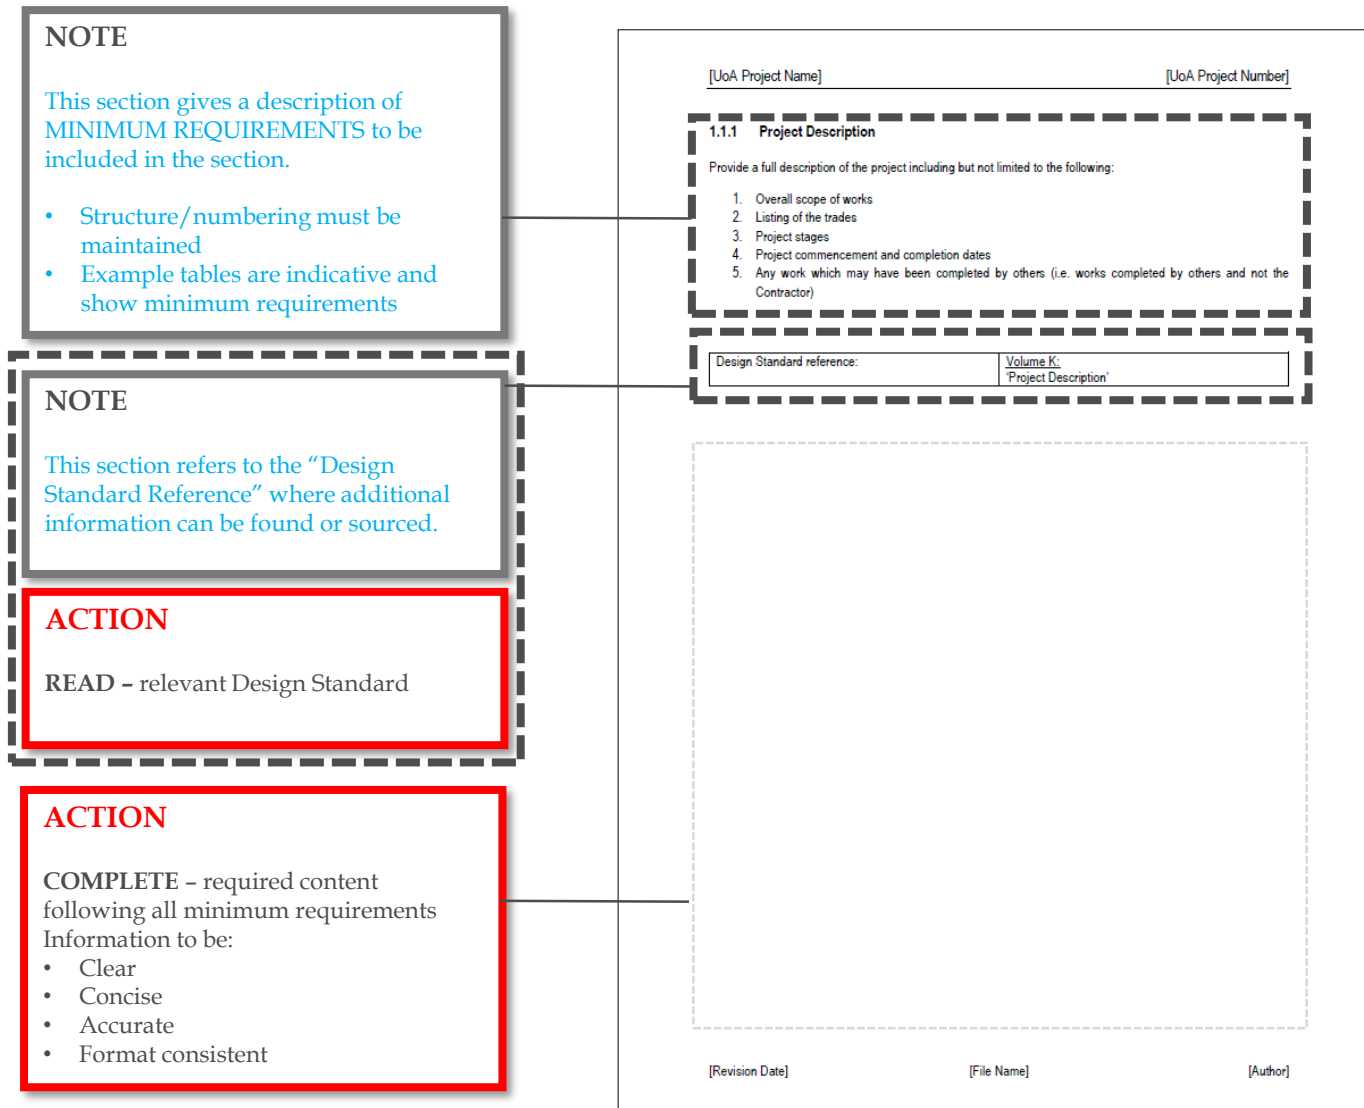 NOTE
This section gives a description of
MINIMUM REQUIREMENTS to be
included in the section.
• Structure/numbering must be
maintained
• Example tables are indicative and
show minimum requirements
NOTE
This section refers to the “Design
Standard Reference” where additional
information can be found or sourced.
ACTION
READ – relevant Design Standard
ACTION
COMPLETE – required content
following all minimum requirements
Information to be:
• Clear
• Concise
• Accurate
• Format consistent
[UoA Project Name] [UoA Project Number]
1.1.1 Project Description
Provide a full description of the project including but not limited to the following:
1. Overall scope of works
2. Listing of the trades
3. Project stages
4. Project commencement and completion dates
5. Any work which may have been completed by others (i.e. works completed by others and not the
Contractor)
Design Standard reference: Volume K:
'Project Description'
[Revision Date] [File Name] [Author]